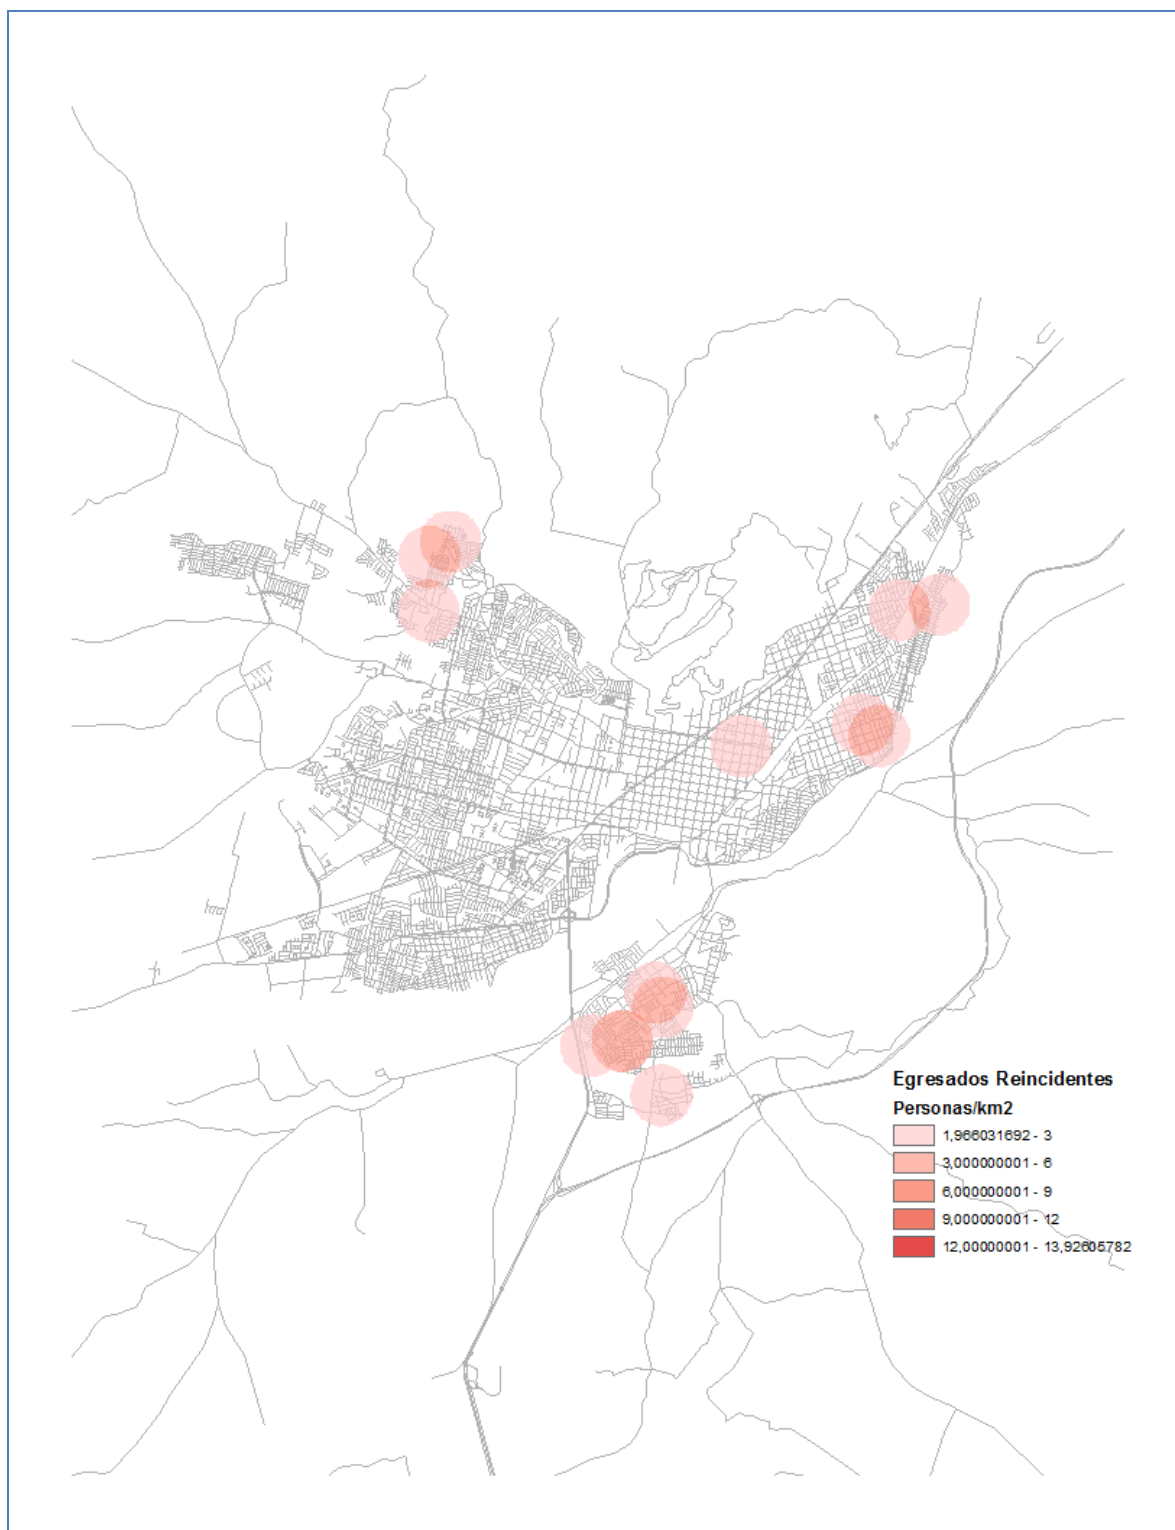 Egresados Reincidentes
Personas/km2
1,966031692 - 3
3,000000001 - 6
6,000000001 - 9
9,000000001 - 12
12,00000001 - 13,92605782